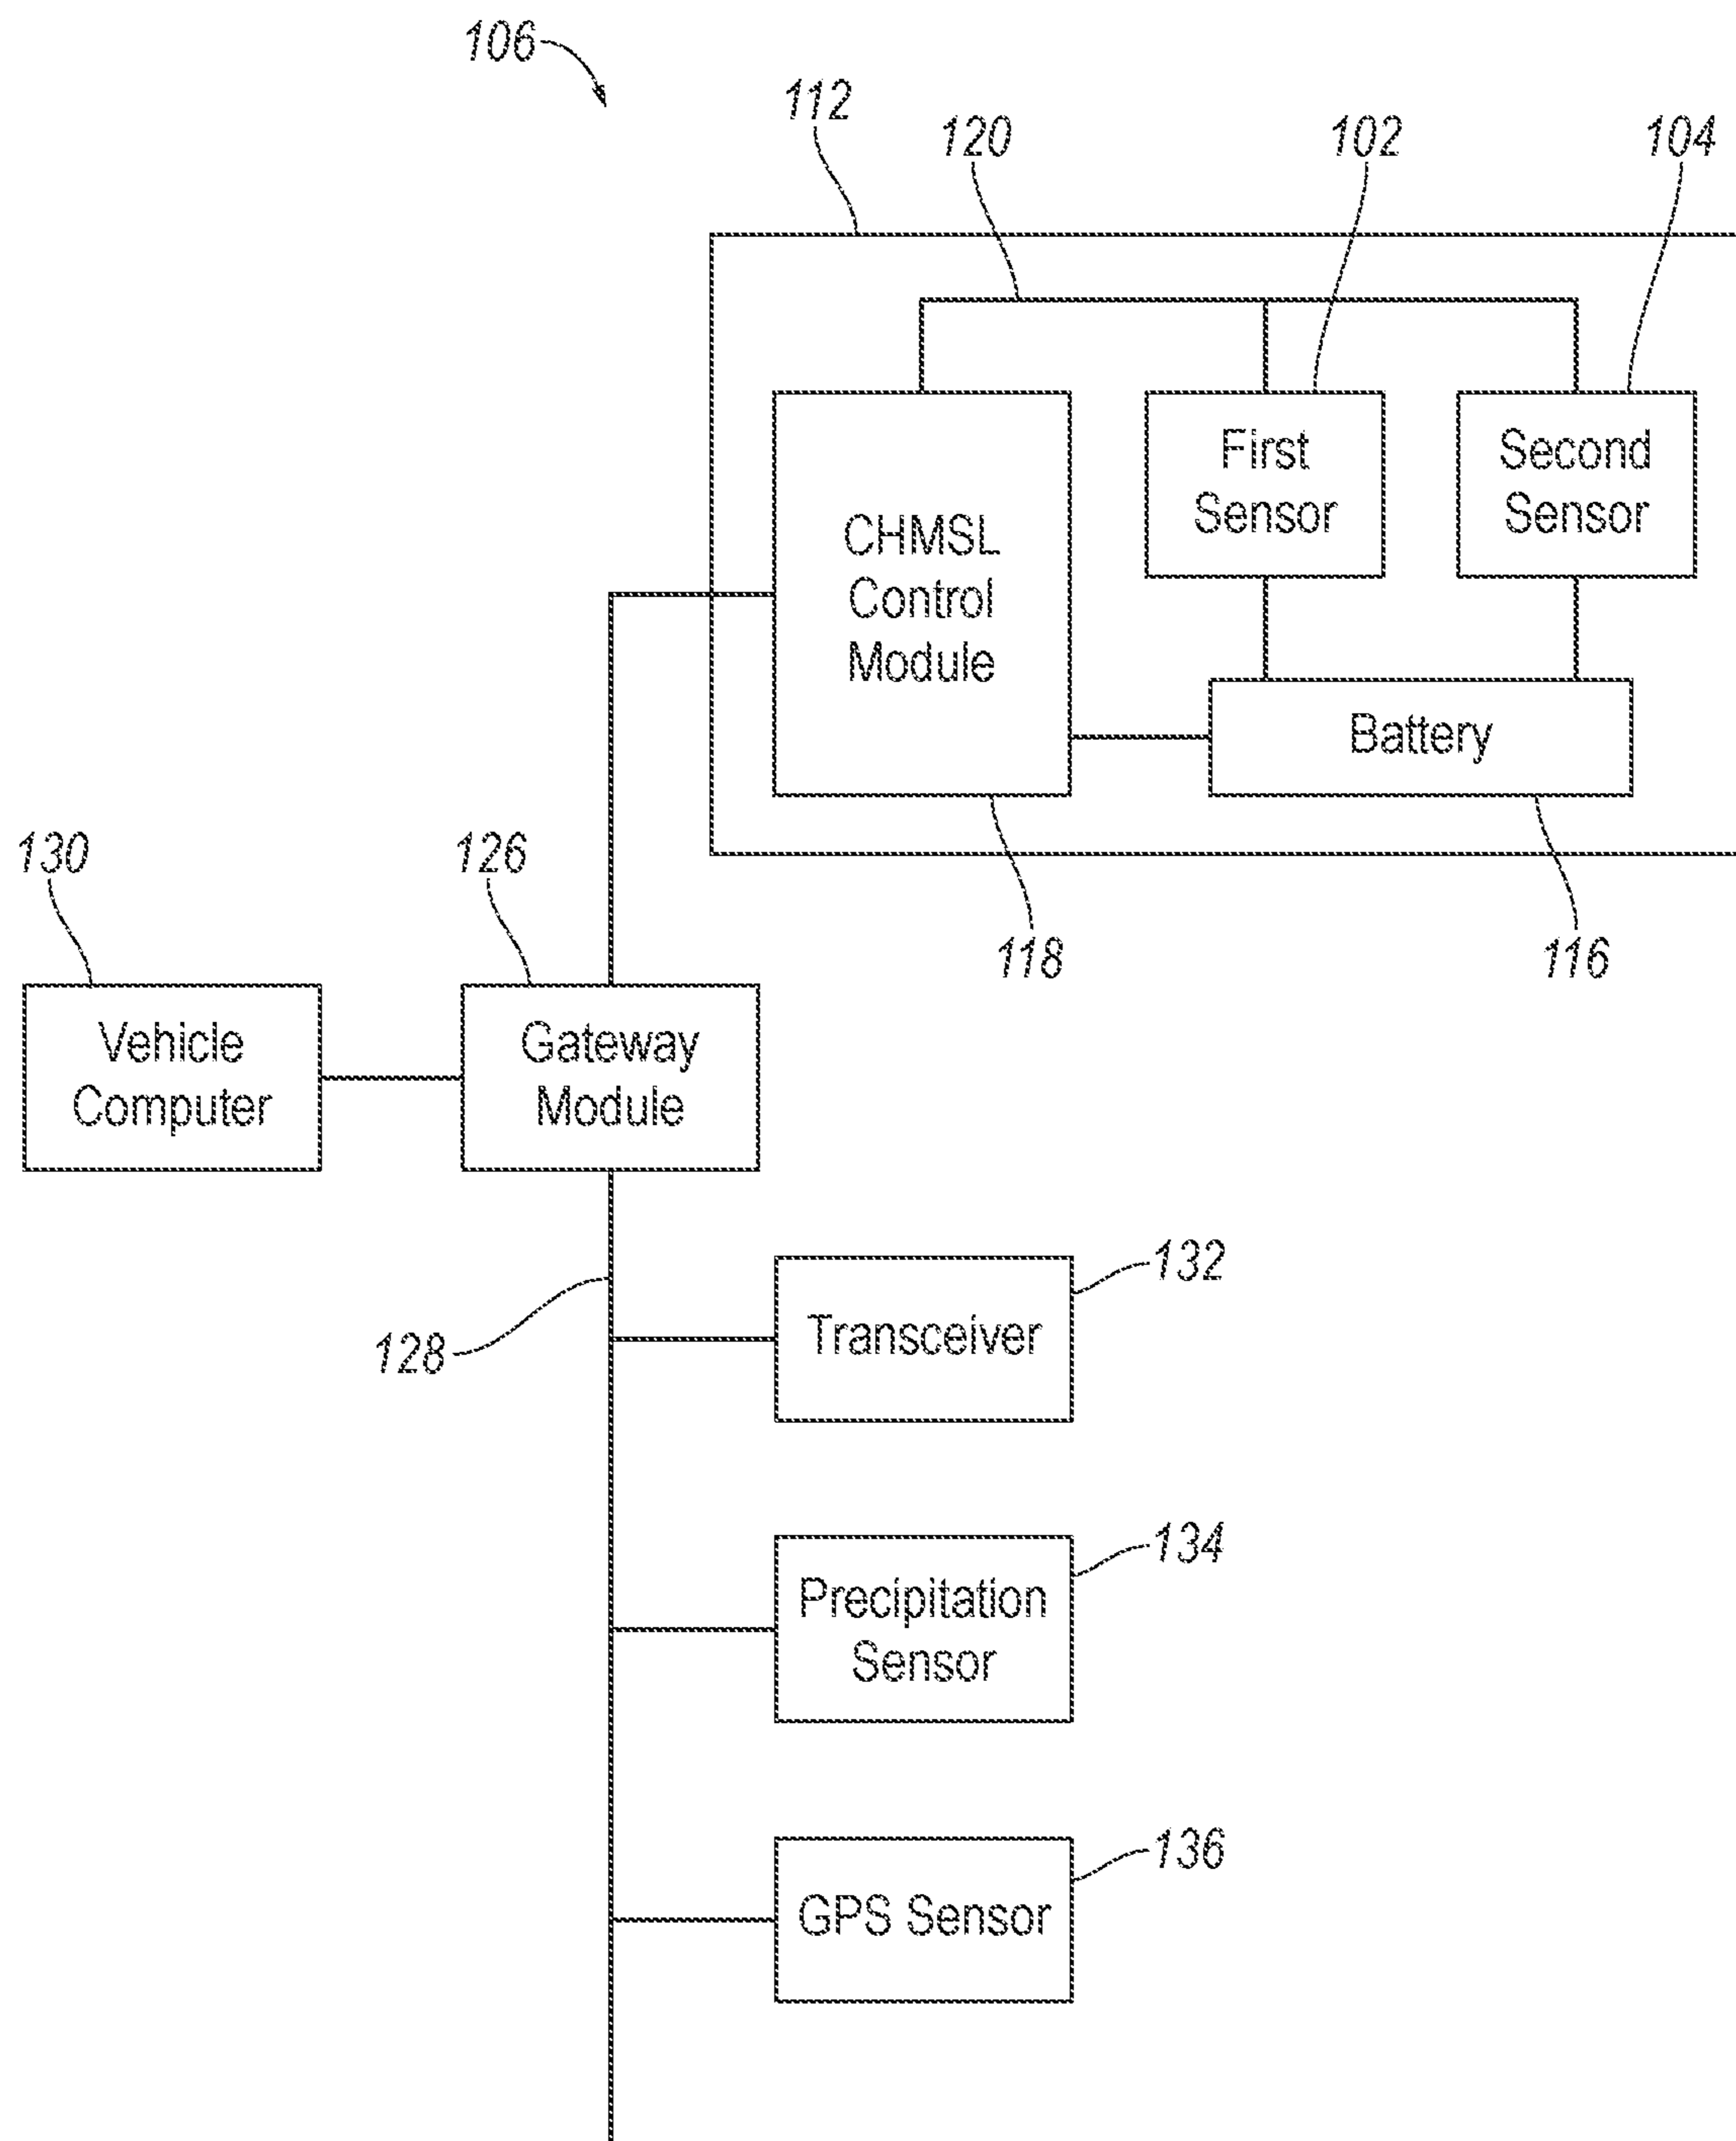 106
112
120
102
104
First
Sensor
Second
Sensor
CHMSL
Control
Module
Battery
130
126
118
116
Vehicle
Computer
Gateway
Module
132
Transceiver
128
134
Precipitation
Sensor
136
GPS Sensor